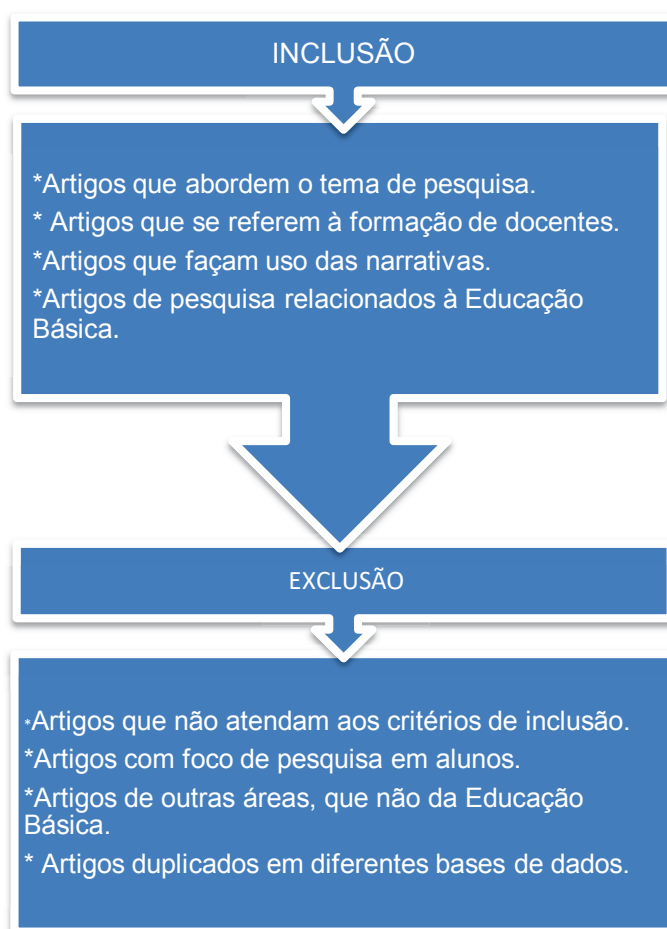 INCLUSÃO
*Artigos que abordem o tema de pesquisa.
* Artigos que se referem à formação de docentes.
*Artigos que façam uso das narrativas.
*Artigos de pesquisa relacionados à Educação
Básica.
EXCLUSÃO
*Artigos que não atendam aos critérios de inclusão.
*Artigos com foco de pesquisa em alunos.
*Artigos de outras áreas, que não da Educação
Básica.
* Artigos duplicados em diferentes bases de dados.